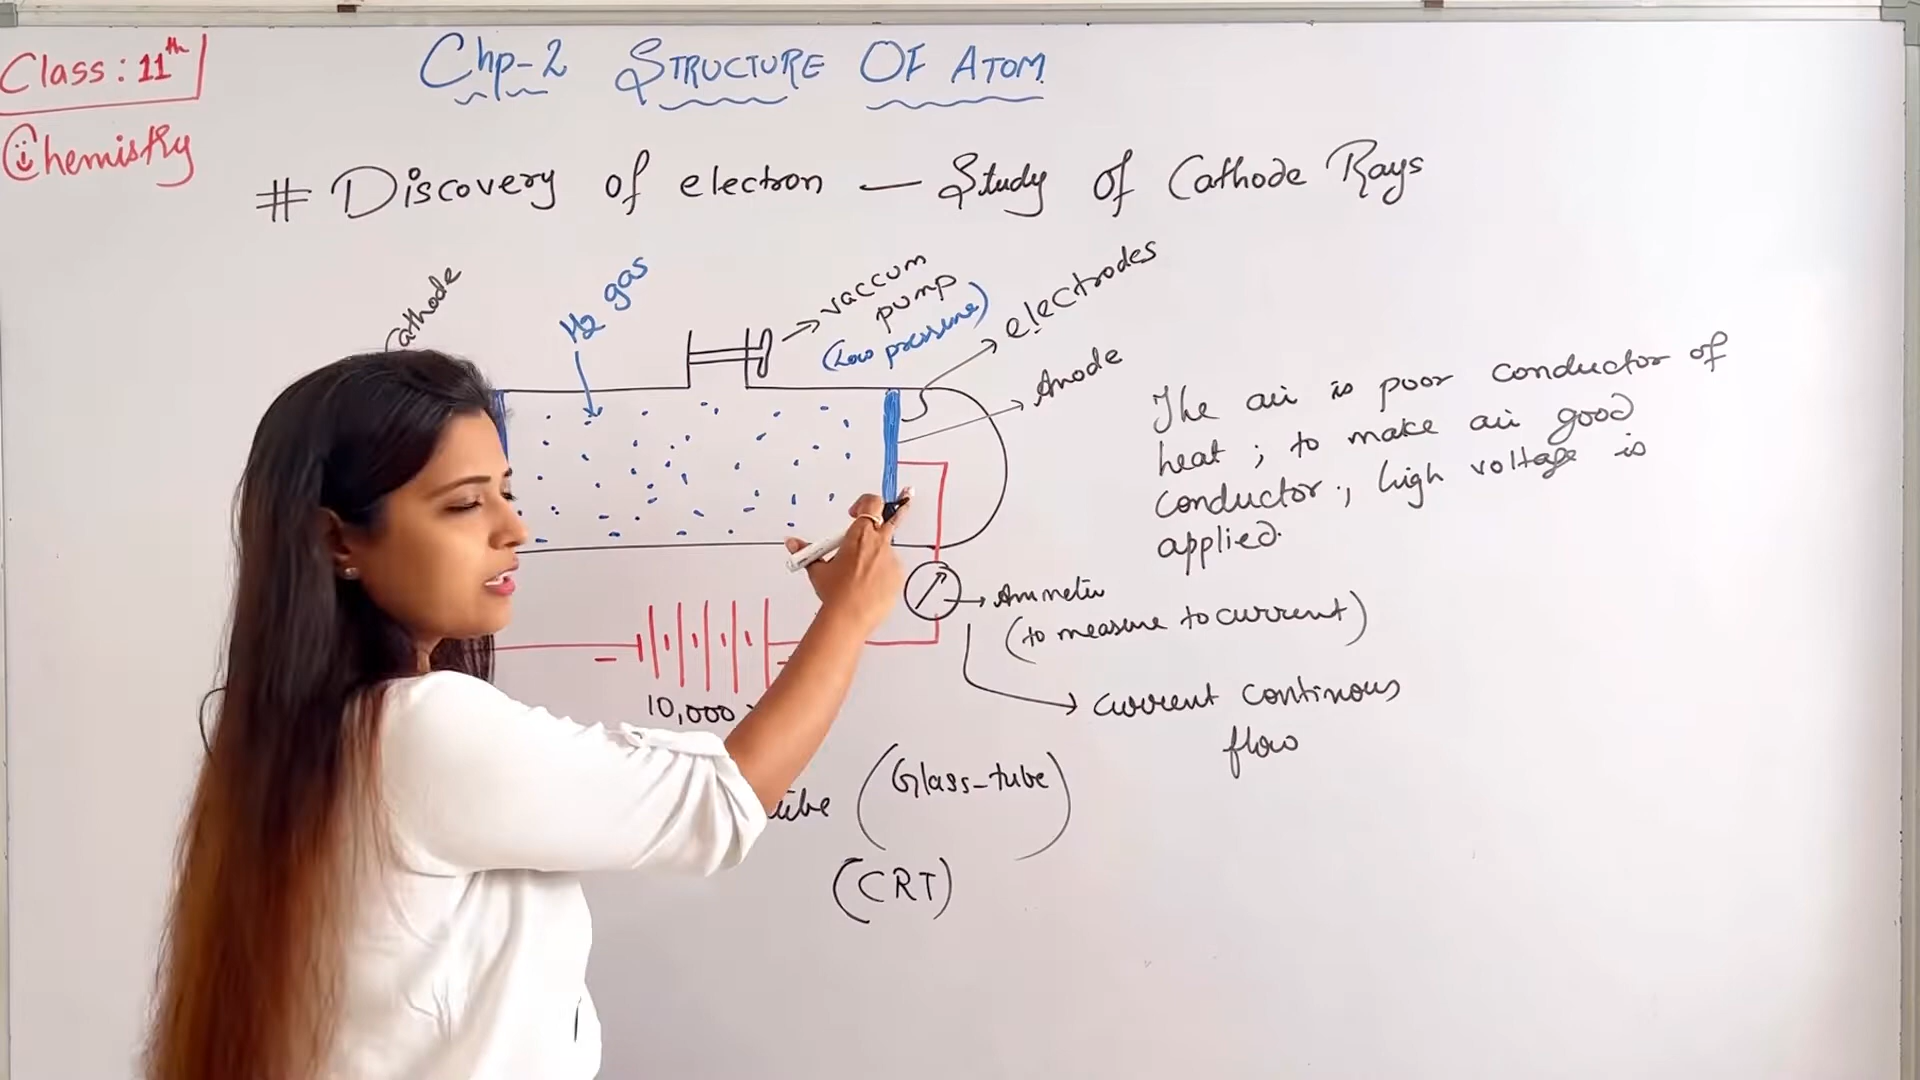 Class: 11th
Chemistry
Chp-2 STRUCTURE OF ATOM
# Discovery of electron — Study of Cathode Rays
Cathode
H2 gas
vaccum
pump
(Low pressure)
electrodes
Anode
The air is poor conductor of
heat; to make air good
conductor, high voltage is
applied.
Ammeter
(to measure to current)
current continous
flow
10,000
tube (Glass-tube)
(CRT)